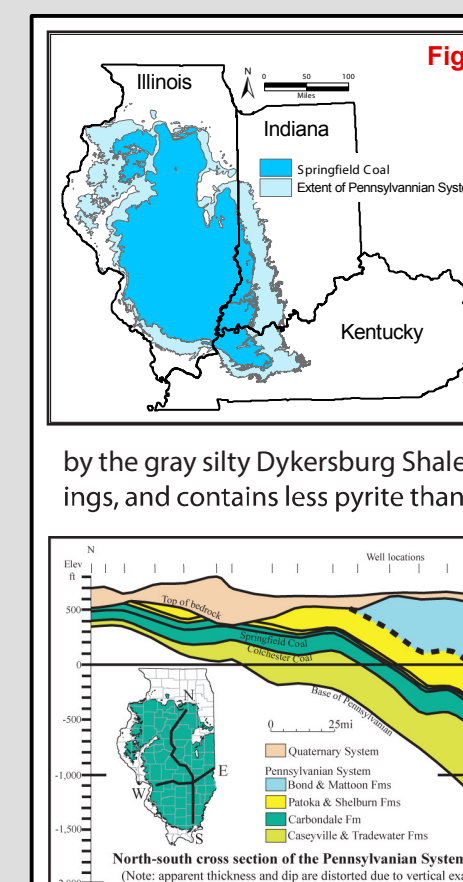 Fig
Illinois
N
0 50 100
Miles
Indiana
Springfield Coal
Extent of Pennsylvannian Syst
Kentucky
by the gray silty Dykersburg Shale
ings, and contains less pyrite than
N
Well locations
Elev
ft
500
Top of bedrock
Springfield Coal
Colchester Coal
0
Base of Pennsylvanian
N
-500
0 25mi
Quaternary System
E
Pennsylvanian System
-1,000
Bond & Mattoon Fms
W
Patoka & Shelburn Fms
Carbondale Fm
-1,500
S
Caseyville & Tradewater Fms
North-south cross section of the Pennsylvanian System
(Note: apparent thickness and dip are distorted due to vertical exa